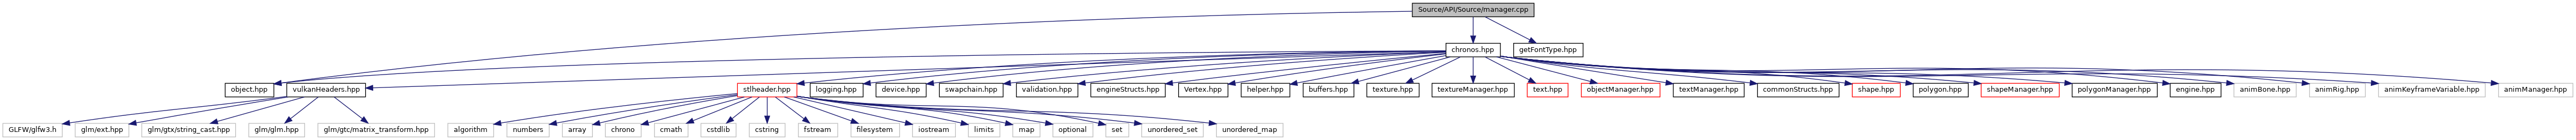 Source/API/Source/manager.cpp
chronos.hpp
getFontType.hpp
object.hpp
vulkanHeaders.hpp
stlheader.hpp
logging.hpp
device.hpp
swapchain.hpp
validation.hpp
engineStructs.hpp
Vertex.hpp
helper.hpp
buffers.hpp
texture.hpp
textureManager.hpp
text.hpp
objectManager.hpp
textManager.hpp
commonStructs.hpp
shape.hpp
polygon.hpp
shapeManager.hpp
polygonManager.hpp
engine.hpp
animBone.hpp
animRig.hpp
animKeyframeVariable.hpp
animManager.hpp
GLFW/glfw3.h
glm/ext.hpp
glm/gtx/string_cast.hpp
glm/glm.hpp
glm/gtc/matrix_transform.hpp
algorithm
numbers
array
chrono
cmath
cstdlib
cstring
fstream
filesystem
iostream
limits
map
optional
set
unordered_set
unordered_map